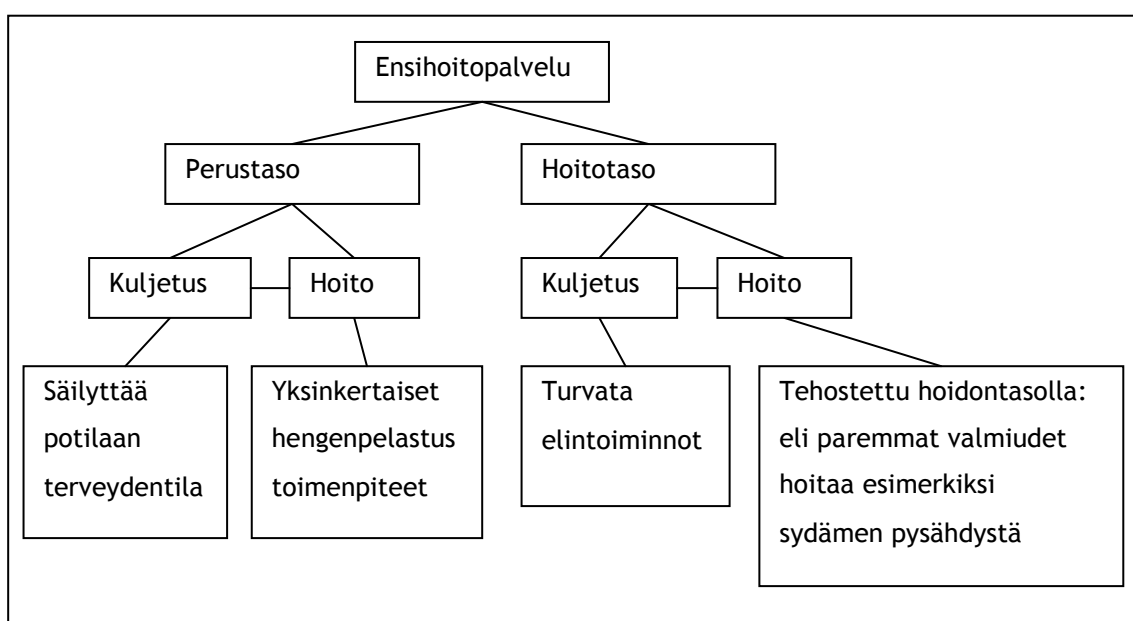 Ensihoitopalvelu
Perustaso
Hoitotaso
Kuljetus
Hoito
Kuljetus
Hoito
Säilyttää
potilaan
terveydentila
Yksinkertaiset
hengenpelastus
toimenpiteet
Turvata
elintoiminnot
Tehostettu hoidontasolla:
eli paremmat valmiudet
hoitaa esimerkiksi
sydämen pysähdystä